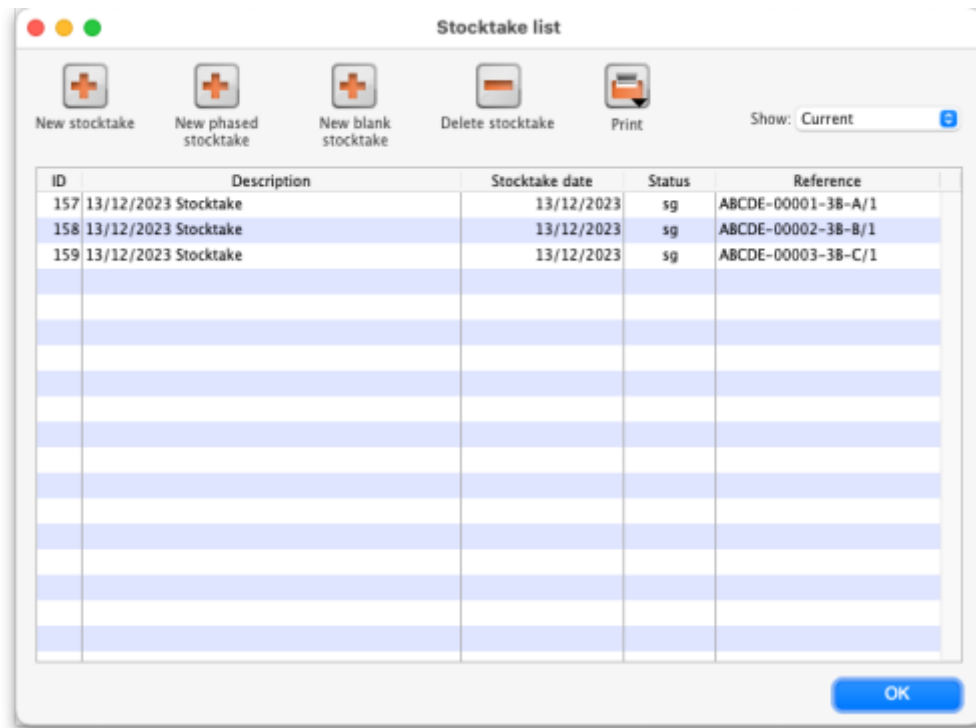 Stocktake list
New stocktake
New phased
stocktake
New blank
stocktake
Delete stocktake
Print
Show: Current
ID Description Stocktake date Status Reference
157 13/12/2023 Stocktake 13/12/2023 sg ABCDE-00001-3B-A/1
158 13/12/2023 Stocktake 13/12/2023 sg ABCDE-00002-3B-B/1
159 13/12/2023 Stocktake 13/12/2023 sg ABCDE-00003-3B-C/1
OK